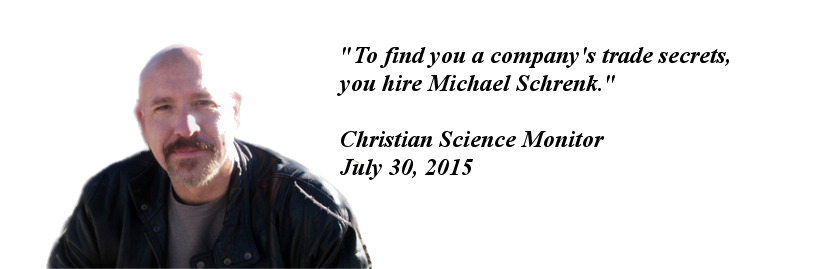 "To find you a company's trade secrets,
you hire Michael Schrenk."
Christian Science Monitor
July 30, 2015